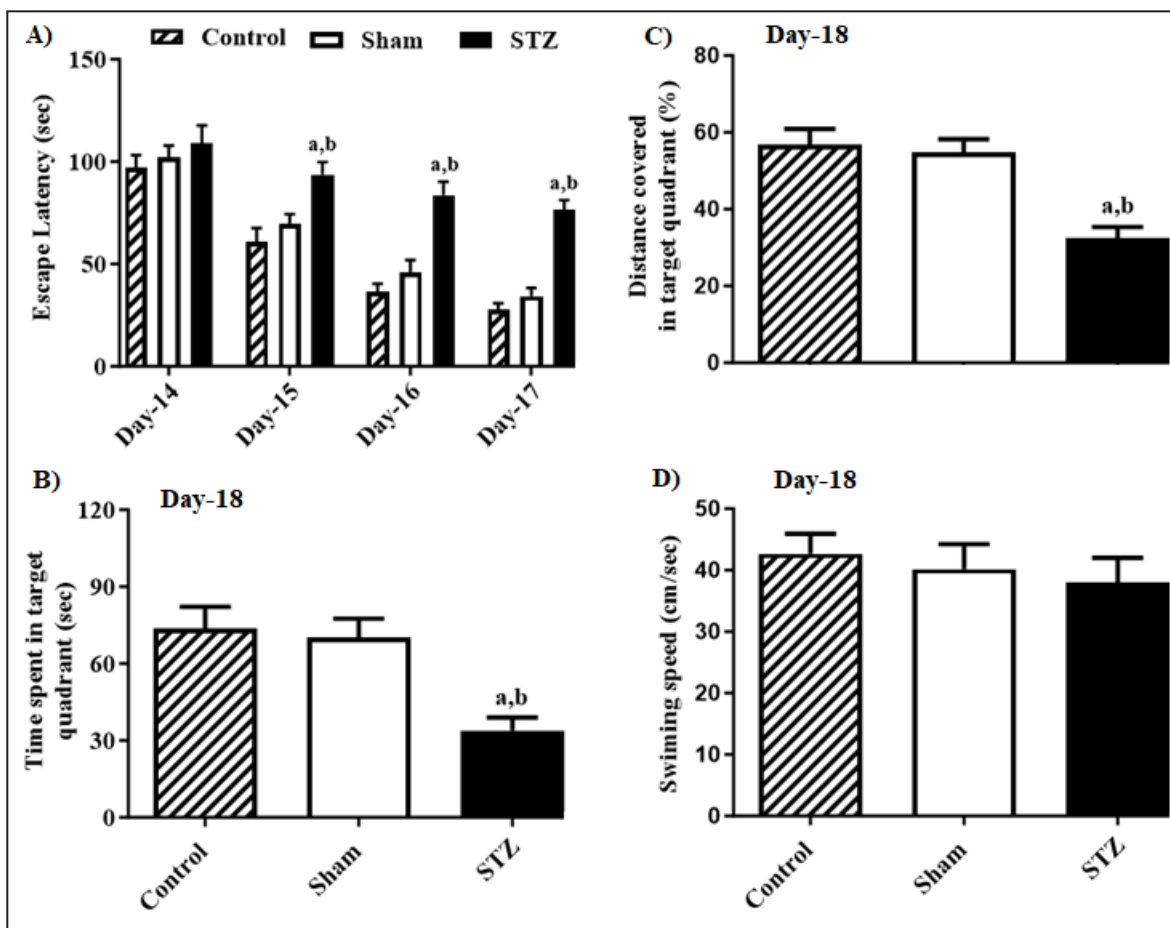 A)
Control Sham STZ
150
100
50
0
Escape Latency (sec)
a,b
a,b
a,b
Day-14 Day-15 Day-16 Day-17
B)
Day-18
120
90
60
30
0
Time spent in target
quadrant (sec)
a,b
Control Sham STZ
C)
Day-18
80
60
40
20
0
Distance covered
in target quadrant (%)
a,b
D)
Day-18
50
40
30
20
10
0
Swiming speed (cm/sec)
Control Sham STZ